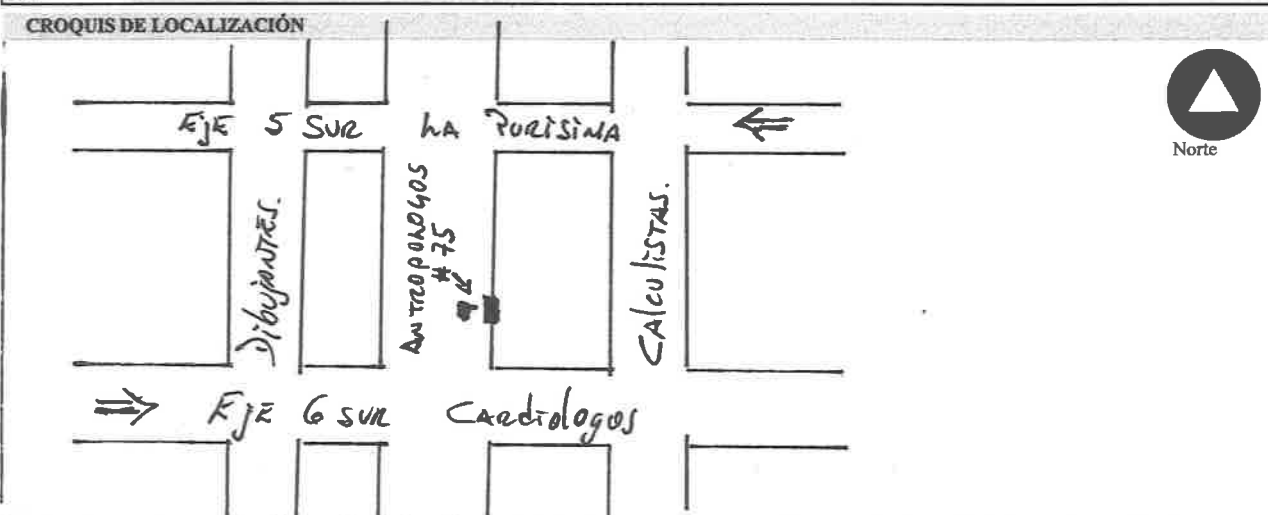 CROQUIS DE LOCALIZACIÓN
Norte
EJE 5 SUR LA PURISIMA
DibujANTES.
ANTROPOLOGOS
#75
CAlculiSTAS.
EJE 6 SUR CARdiologos